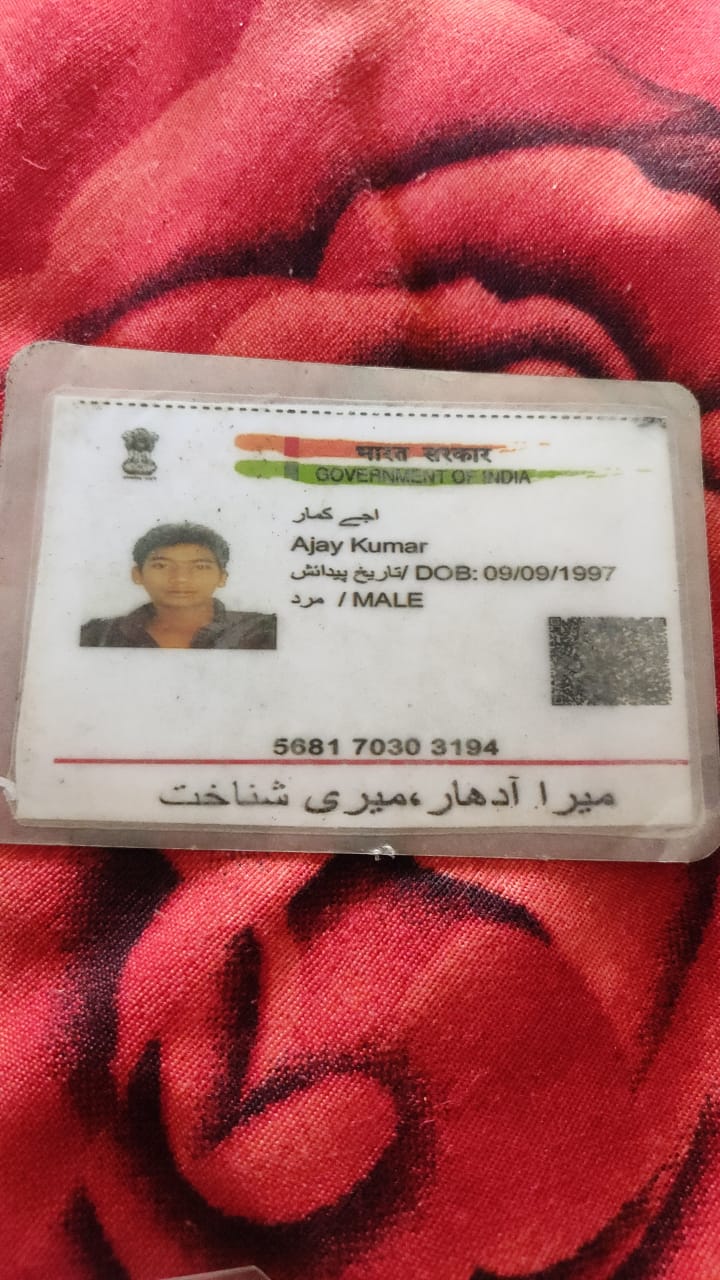 भारत सरकार
GOVERNMENT OF INDIA
اجے کمار
Ajay Kumar
تاریخ پیدائش/ DOB: 09/09/1997
مرد / MALE
5681 7030 3194
میرا آدھار،میری شناخت